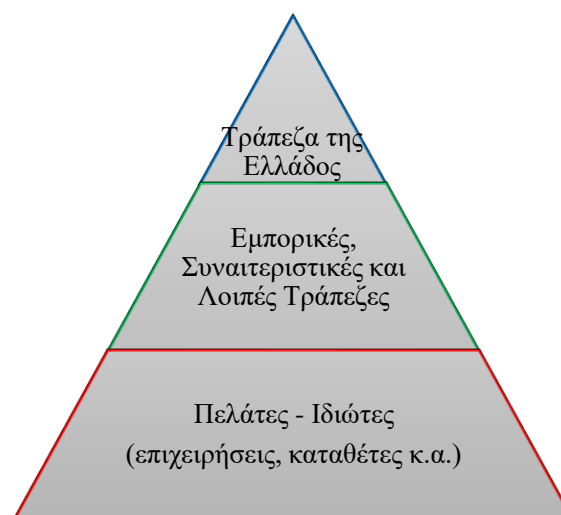 Τράπεζα της
Ελλάδος
Εμπορικές,
Συναιτεριστικές και
Λοιπές Τράπεζες
Πελάτες - Ιδιώτες
(επιχειρήσεις, καταθέτες κ.α.)